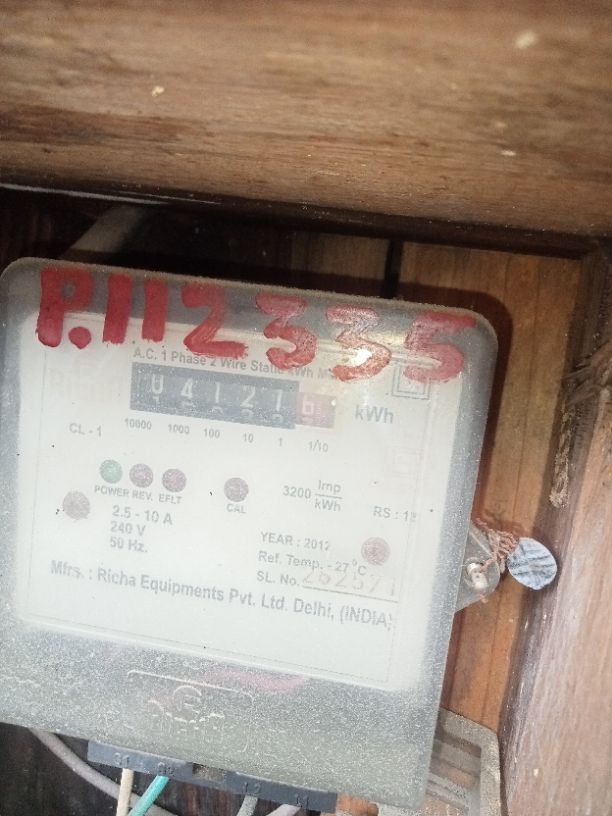 P.112335
A.C. 1 Phase 2 Wire Static kWh
04121 6 kWh
CL - 1 10000 1000 100 10 1 1/10
POWER REV. EFLT CAL 3200 Imp/kWh
2.5 - 10 A
240 V
50 Hz.
YEAR : 2012
Ref. Temp. - 27°C
SL. No.
Mfrs. : Richa Equipments Pvt. Ltd. Delhi, (INDIA)